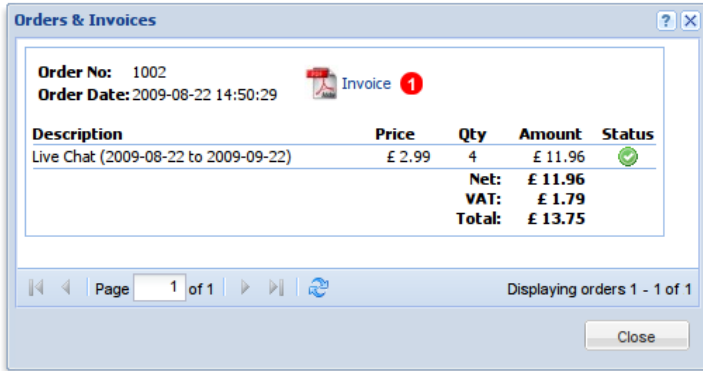 Orders & Invoices
Order No: 1002
Order Date: 2009-08-22 14:50:29
Invoice 1
Description Price Qty Amount Status
Live Chat (2009-08-22 to 2009-09-22) £ 2.99 4 £ 11.96
Net: £ 11.96
VAT: £ 1.79
Total: £ 13.75
Page 1 of 1 Displaying orders 1 - 1 of 1
Close